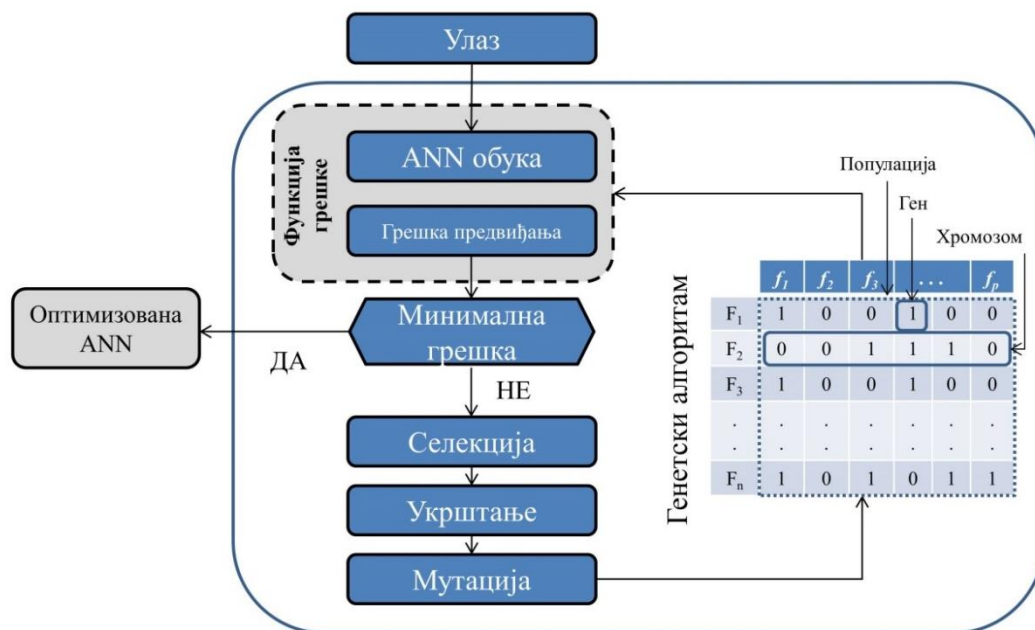 Улаз
Функција
грешке
ANN обука
Грешка предвиђања
Минимална
грешка
ДА
Оптимизована
ANN
НЕ
Селекција
Укрштање
Мутација
Генетски алгоритам
Популација
Ген
Хромозом
f1 f2 f3 ... fp
F1 1 0 0 1 0 0
F2 0 0 1 1 1 0
F3 1 0 0 1 0 0
. . . . . . .
. . . . . . .
Fn 1 0 1 0 1 1